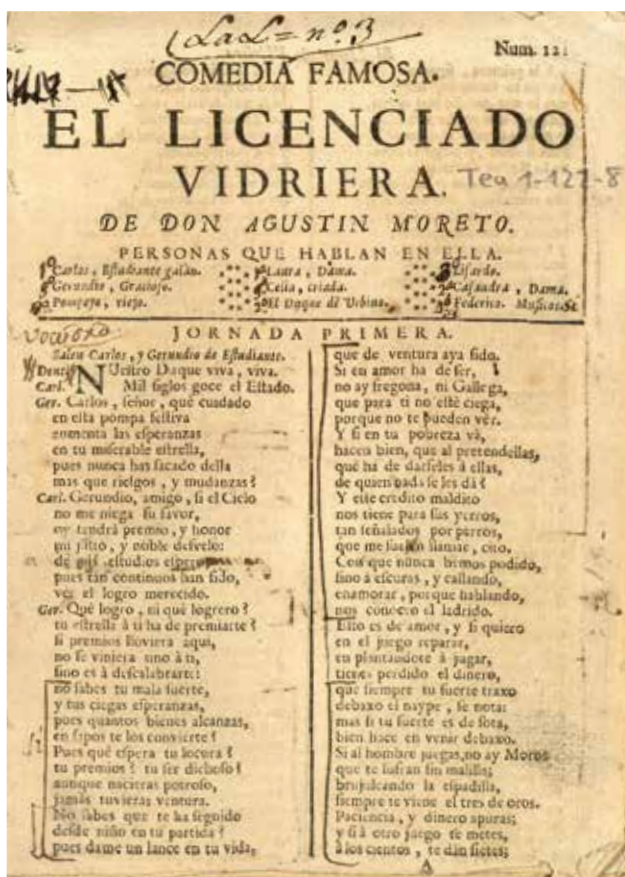 (LaL = nº 3
Num. 12
COMEDIA FAMOSA.
EL LICENCIADO
VIDRIERA.
Tea 1-122-8
DE DON AGUSTIN MORETO.
PERSONAS QUE HABLAN EN ELLA.
Carlos, Estudiante galàn.
Gerundio, Gracioso.
Pompeyo, viejo.
Laura, Dama.
Celia, criada.
El Duque de Urbino.
Lisardo.
Casandra, Dama.
Federico. Musicos.
JORNADA PRIMERA.
Salen Carlos, y Gerundio de Estudiante.
Dent. NUestro Duque viva, viva.
Carl. Mil siglos goce el Estado.
Ger. Carlos, señor, què cuidado
en esta pompa festiva
fomenta las esperanzas
en tu miserable estrella,
pues nunca has sacado della
mas que riesgos, y mudanzas?
Carl. Gerundio, amigo, si el Cielo
no me niega su favor,
oy tendrà premio, y honor
mi justo, y noble desvelo:
de mis estudios
pues tan continuos han sido,
vèr el logro merecido.
Ger. Què logro, ni què logrero?
tu estrella à ti ha de premiarte?
si premios lloviera aqui,
no se viniera uno à ti,
sino es à descalabrarte:
no sabes tu mala suerte,
y tus ciegas esperanzas,
pues quantos bienes alcanzas,
en sapos te los convierte?
Pues què espera tu locura?
tu premios? tu ser dichoso?
aunque nacieras potroso,
jamàs tuvieras ventura.
No sabes que te ha seguido
desde niño en tu partida?
pues dame un lance en tu vida,
que de ventura aya sido.
Si en amor ha de ser,
no ay fregona, ni Gallega,
que para ti no estè ciega,
porque no te pueden vèr.
Y si en tu pobreza và,
hacen bien, que al pretendellas,
què ha de darseles à ellas,
de quien nada se les dà?
Y este credito maldito
nos tiene para sus yerros,
tan señalados por perros,
que me suelen llamar, cito.
Con que nunca hemos podido,
sino à escuras, y callando,
enamorar, porque hablando,
nos conocen el ladrido.
Esto es de amor, y si quiero
en el juego reparar,
en plantandote à jugar,
tienes perdido el dinero,
que siempre tu suerte traxo
debaxo el naype, se nota:
mas si tu suerte es de sota,
bien hace en venir debaxo.
Si al hombre juegas, no ay Moros
que te sufran sin malilla;
brujuleando la espadilla,
siempre te viene el tres de oros.
Paciencia, y dinero apuras;
y si à otro juego te metes,
à los cientos, te dàn sietes;
A